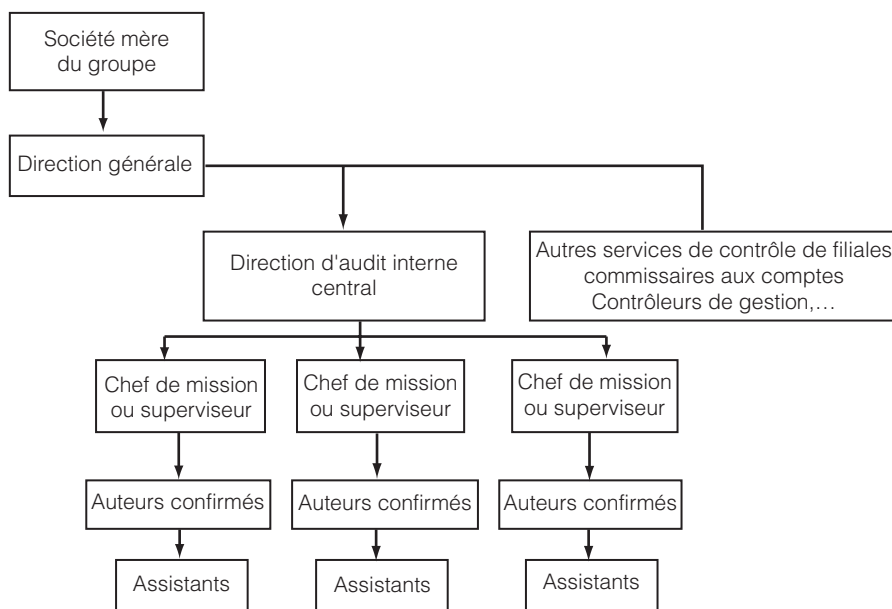 Société mère
du groupe
Direction générale
Direction d'audit interne
central
Autres services de contrôle de filiales
commissaires aux comptes
Contrôleurs de gestion,…
Chef de mission
ou superviseur
Chef de mission
ou superviseur
Chef de mission
ou superviseur
Auteurs confirmés
Auteurs confirmés
Auteurs confirmés
Assistants
Assistants
Assistants